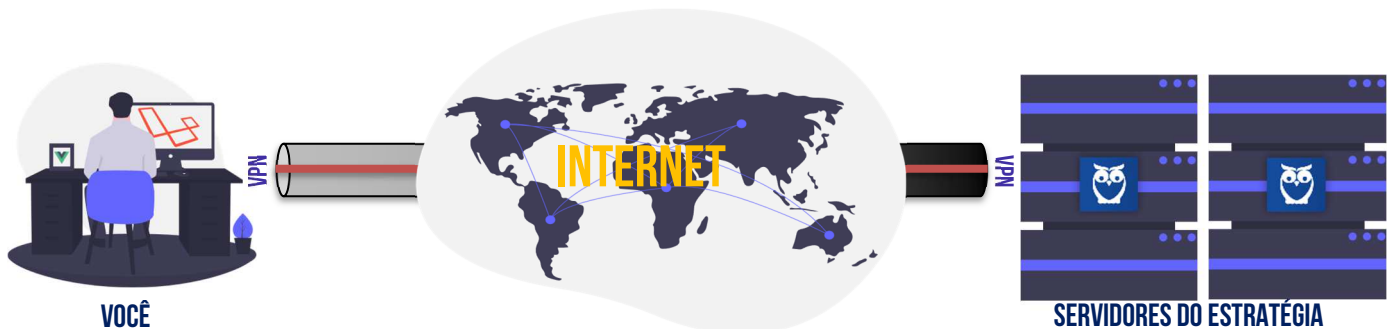 VPN
INTERNET
VPN
VOCÊ
SERVIDORES DO ESTRATÉGIA